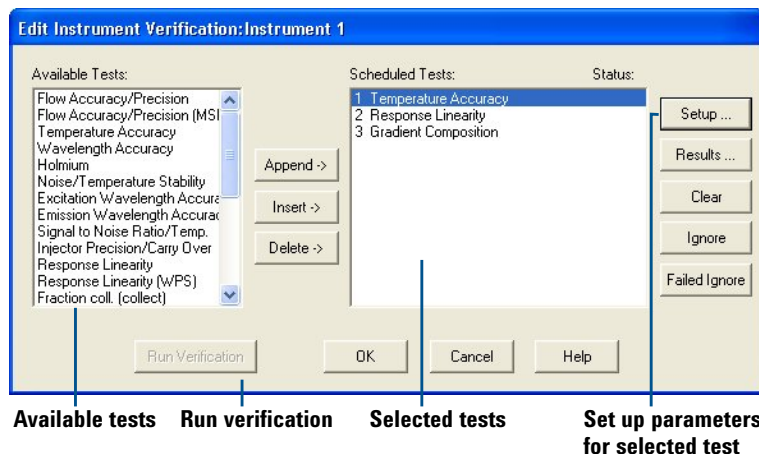 Edit Instrument Verification:Instrument 1
Available Tests:
Flow Accuracy/Precision
Flow Accuracy/Precision (MSI
Temperature Accuracy
Wavelength Accuracy
Holmium
Noise/Temperature Stability
Excitation Wavelength Accura
Emission Wavelength Accurac
Signal to Noise Ratio/Temp.
Injector Precision/Carry Over
Response Linearity
Response Linearity (WPS)
Fraction coll. (collect)
Append ->
Insert ->
Delete ->
Scheduled Tests: Status:
1 Temperature Accuracy
2 Response Linearity
3 Gradient Composition
Setup ...
Results ...
Clear
Ignore
Failed Ignore
Run Verification
OK
Cancel
Help
Available tests
Run verification
Selected tests
Set up parameters
for selected test